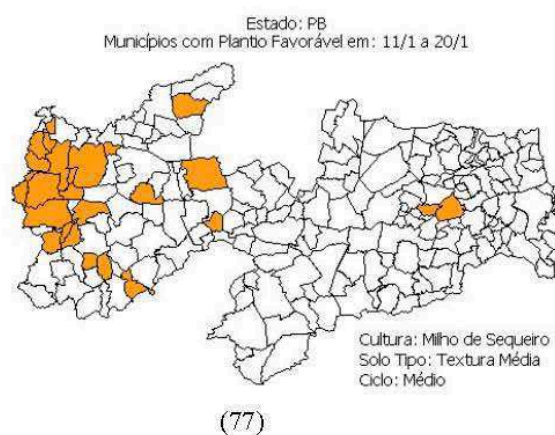 Estado: PB
Municípios com Plantio Favorável em: 11/1 a 20/1
Cultura: Milho de Sequeiro
Solo Tipo: Textura Média
Ciclo: Médio
(77)